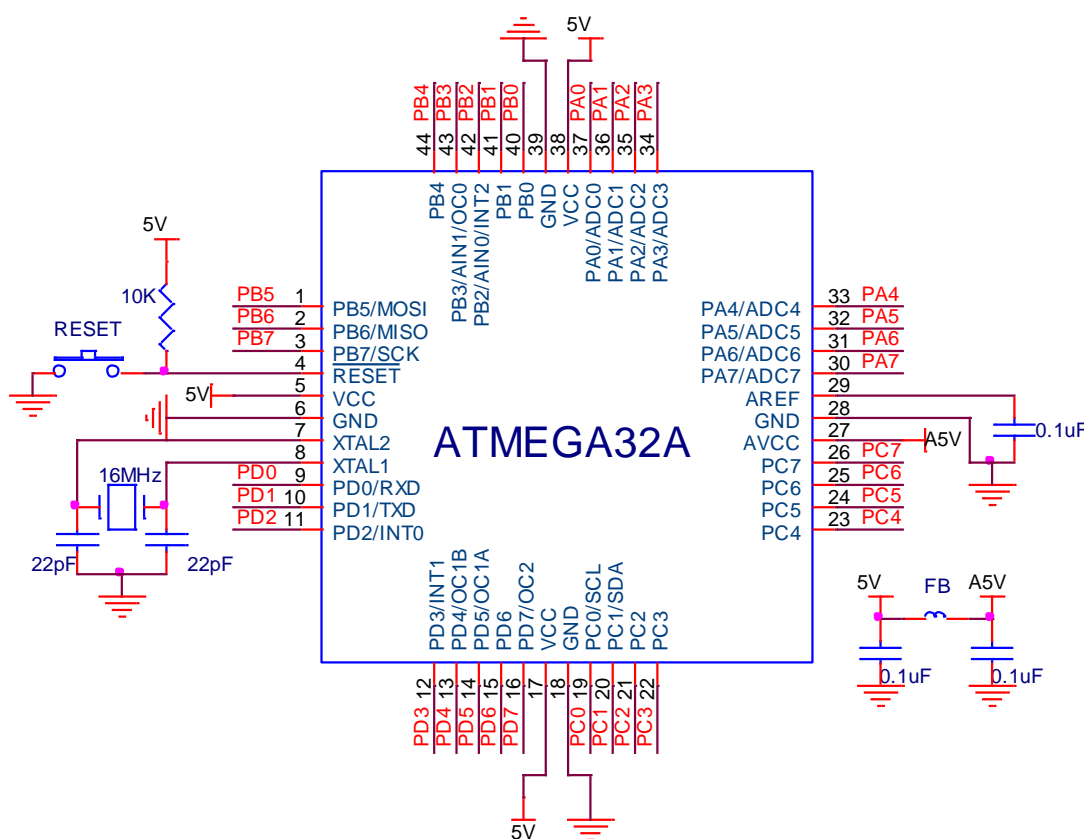 5V
PB4 PB3 PB2 PB1 PB0 PA0 PA1 PA2 PA3
44 43 42 41 40 39 38 37 36 35 34
PB4 PB3/AIN1/OC0 PB2/AIN0/INT2 PB1 PB0 GND VCC PA0/ADC0 PA1/ADC1 PA2/ADC2 PA3/ADC3
5V
10K
RESET
PB5 1 PB5/MOSI
PB6 2 PB6/MISO
PB7 3 PB7/SCK
4 RESET
5V 5 VCC
6 GND
7 XTAL2
8 XTAL1
PD0 9 PD0/RXD
PD1 10 PD1/TXD
PD2 11 PD2/INT0
16MHz
22pF 22pF
ATMEGA32A
PA4/ADC4 33 PA4
PA5/ADC5 32 PA5
PA6/ADC6 31 PA6
PA7/ADC7 30 PA7
AREF 29
GND 28
AVCC 27 A5V
PC7 26 PC7
PC6 25 PC6
PC5 24 PC5
PC4 23 PC4
0.1uF
5V FB A5V
0.1uF 0.1uF
PD3/INT1 PD4/OC1B PD5/OC1A PD6 PD7/OC2 VCC GND PC0/SCL PC1/SDA PC2 PC3
12 13 14 15 16 17 18 19 20 21 22
PD3 PD4 PD5 PD6 PD7 PC0 PC1 PC2 PC3
5V